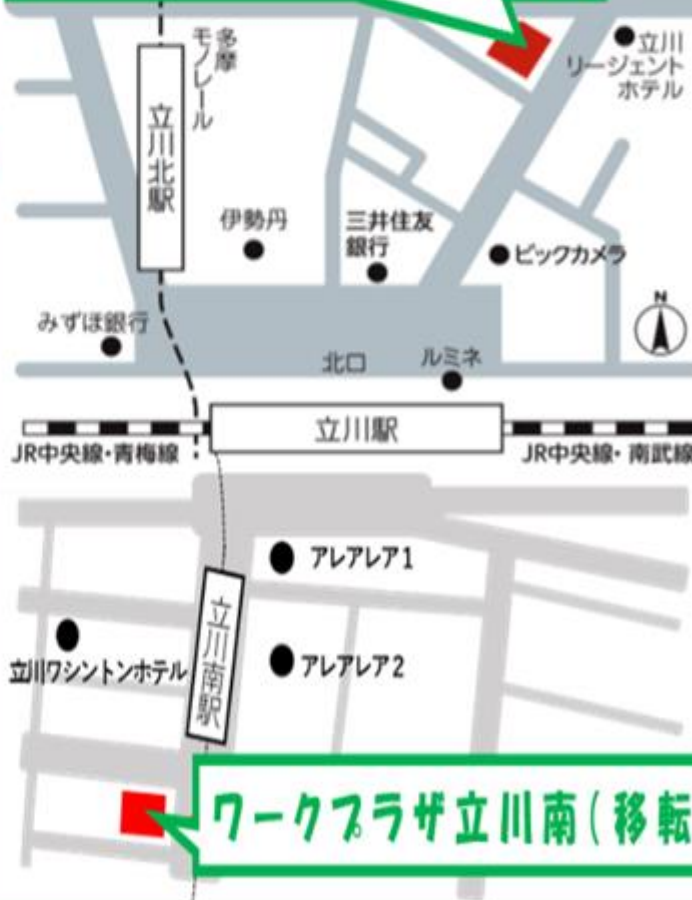 多摩
モノレール
立川北駅
立川
リージェント
ホテル
伊勢丹
三井住友
銀行
ビックカメラ
みずほ銀行
N
北口
ルミネ
立川駅
JR中央線・青梅線
JR中央線・南武線
アレアレア1
立川南駅
立川ワシントンホテル
アレアレア2
ワークプラザ立川南(移転